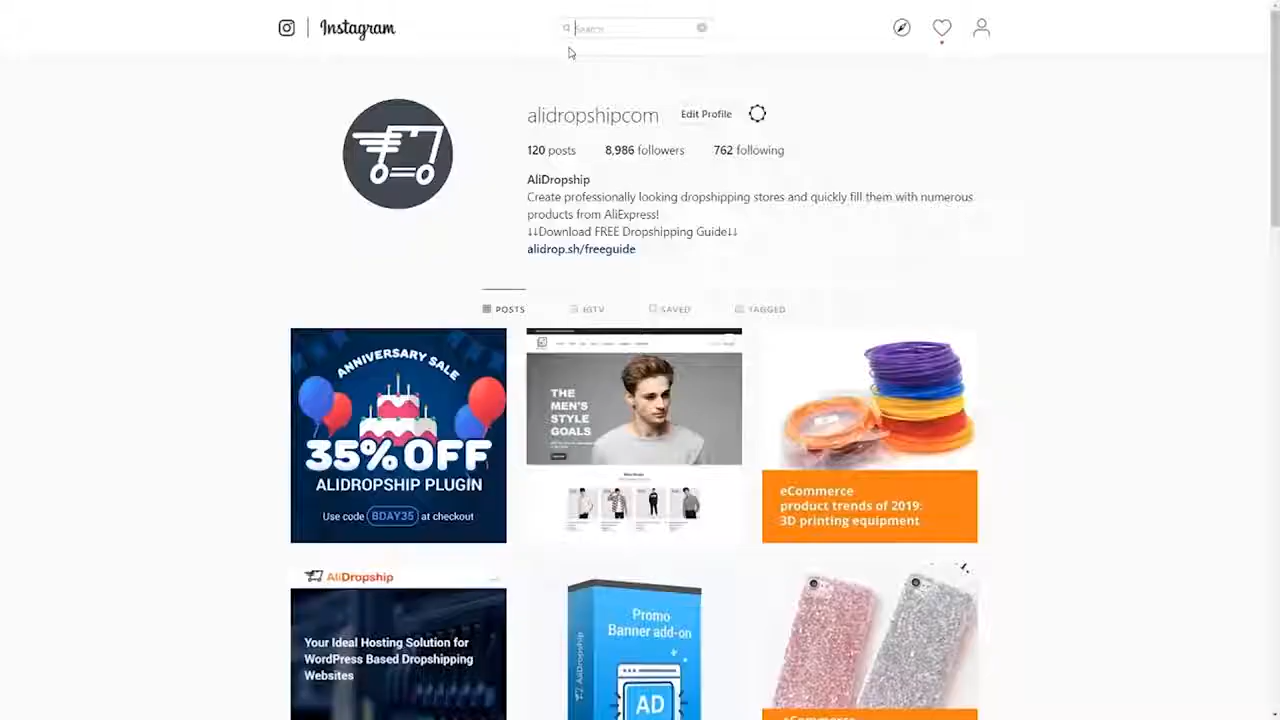 Instagram
Search
alidropshipcom Edit Profile
120 posts 8,986 followers 762 following
AliDropship
Create professionally looking dropshipping stores and quickly fill them with numerous
products from AliExpress!
↓↓Download FREE Dropshipping Guide↓↓
alidrop.sh/freeguide
POSTS IGTV SAVED TAGGED
ANNIVERSARY SALE
35% OFF
ALIDROPSHIP PLUGIN
Use code BDAY35 at checkout
THE
MEN'S
STYLE
GOALS
eCommerce
product trends of 2019:
3D printing equipment
AliDropship
Your Ideal Hosting Solution for
WordPress Based Dropshipping
Websites
Promo
Banner add-on
AliDropship
AD
eCommerce